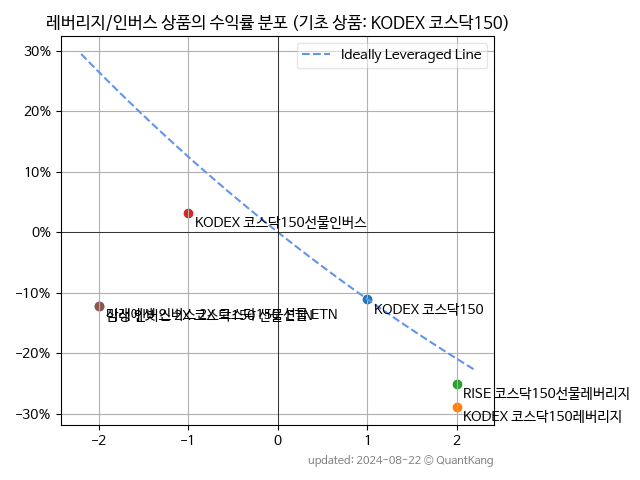 레버리지/인버스 상품의 수익률 분포 (기초 상품: KODEX 코스닥150)
30%
Ideally Leveraged Line
20%
10%
KODEX 코스닥150선물인버스
0%
−10%
KODEX 코스닥150
ETN
−20%
RISE 코스닥150선물레버리지
−30%
KODEX 코스닥150레버리지
−2
−1
0
1
2
updated: 2024-08-22 © QuantKang